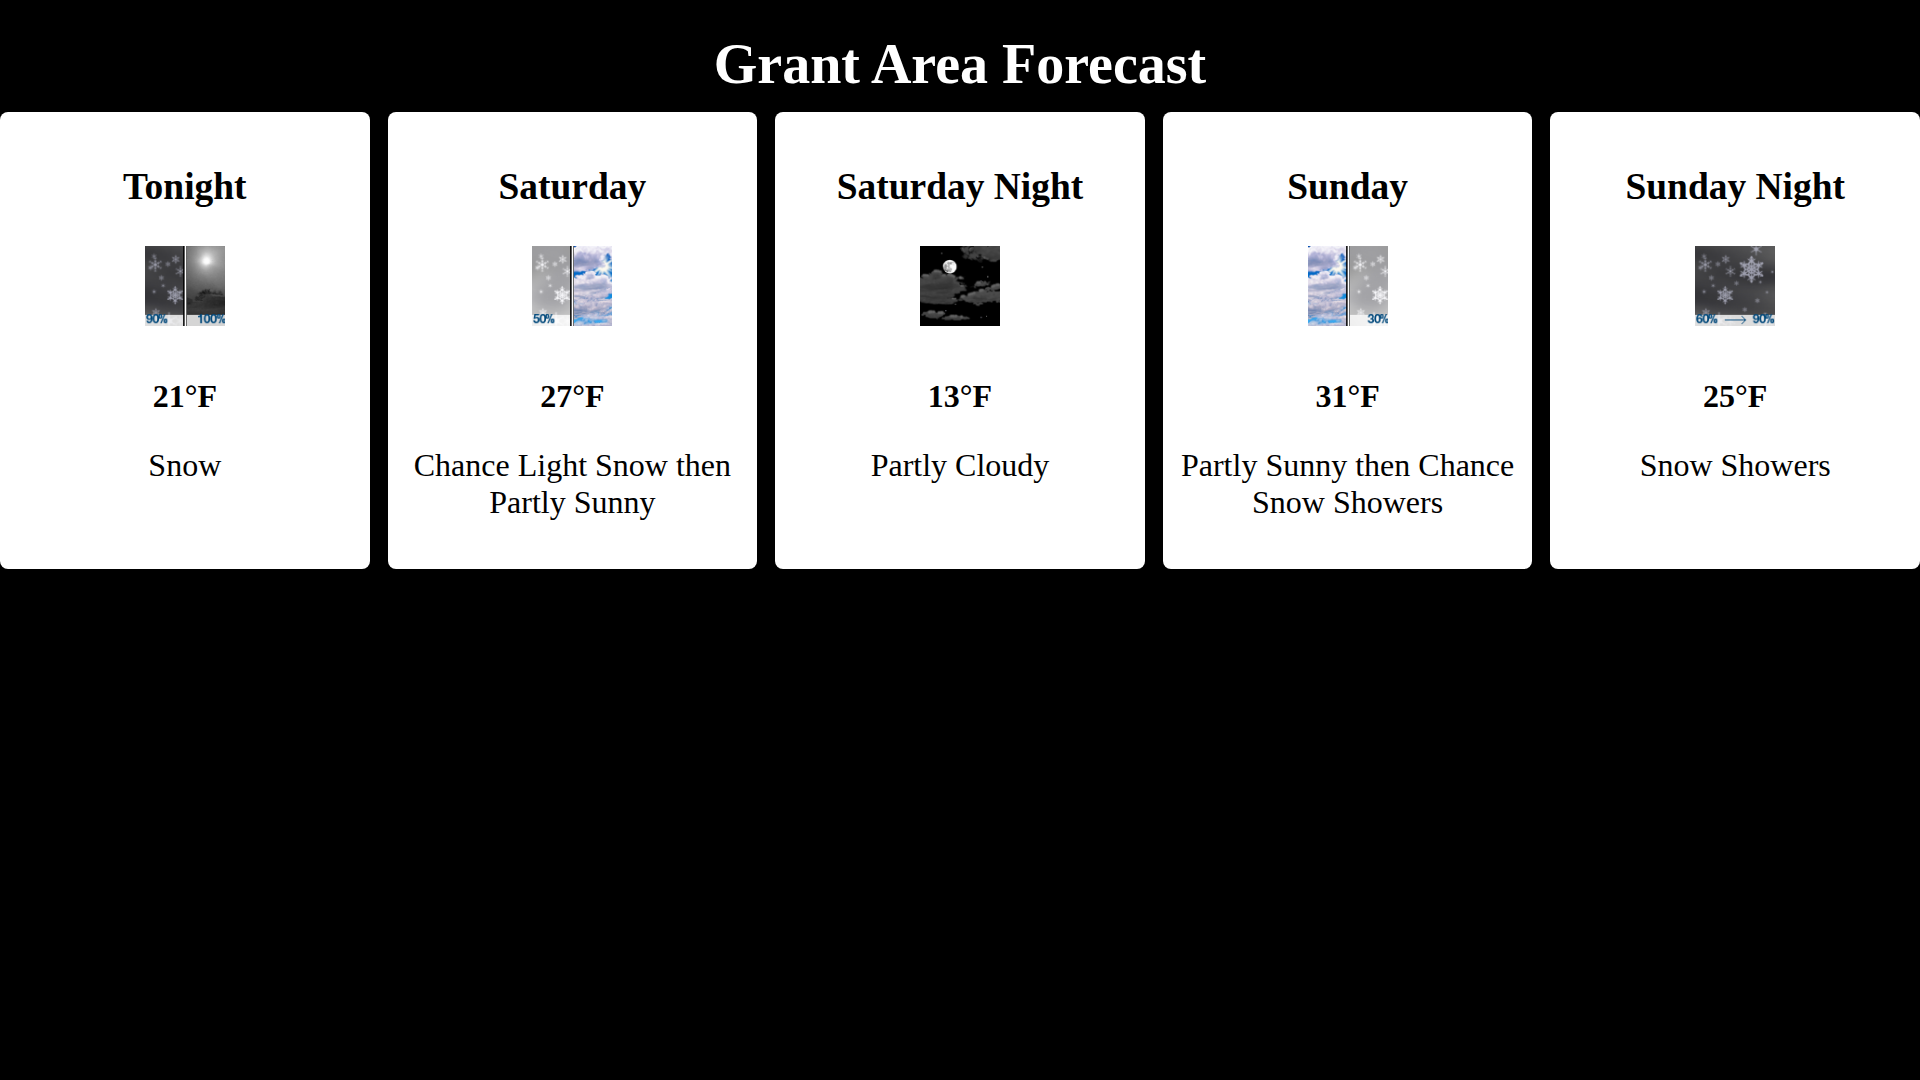 Grant Area Forecast
Tonight
90% 100%
21°F
Snow
Saturday
50%
27°F
Chance Light Snow then
Partly Sunny
Saturday Night
13°F
Partly Cloudy
Sunday
30%
31°F
Partly Sunny then Chance
Snow Showers
Sunday Night
60% → 90%
25°F
Snow Showers